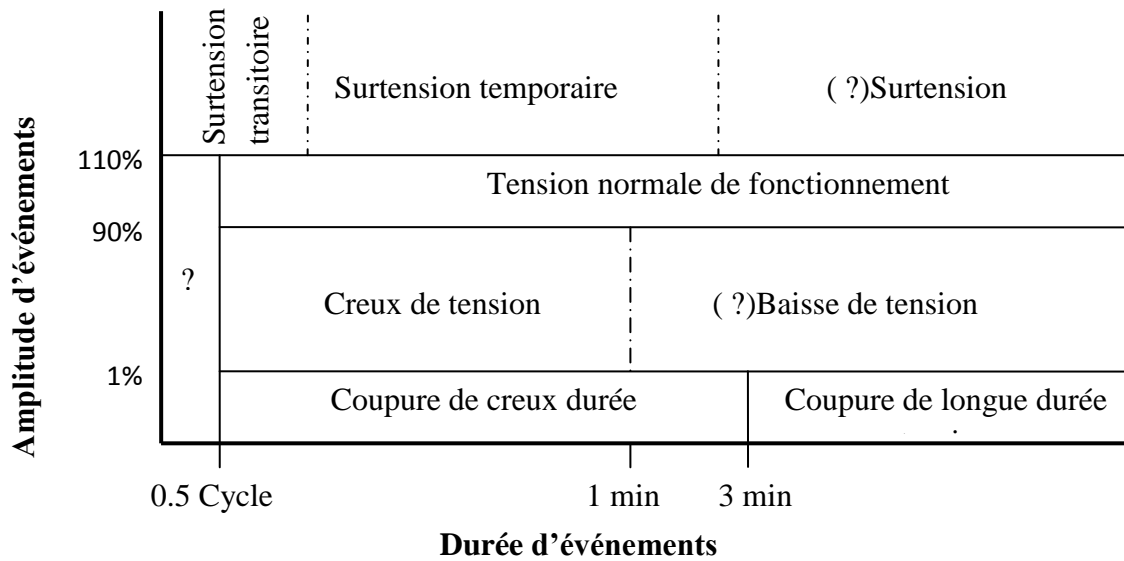 Surtension
transitoire
Surtension temporaire
( ?)Surtension
110%
Tension normale de fonctionnement
90%
?
Creux de tension
( ?)Baisse de tension
1%
Coupure de creux durée
Coupure de longue durée
Amplitude d’événements
0.5 Cycle
1 min
3 min
Durée d’événements